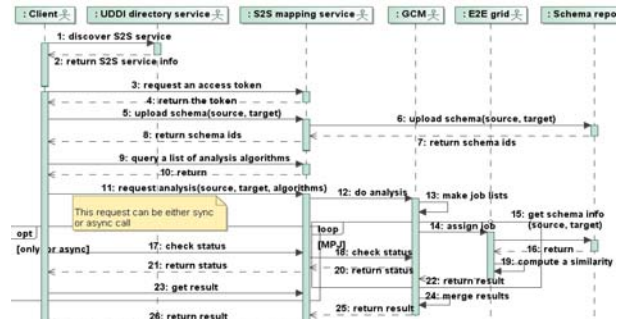 : Client
: UDDI directory service
: S2S mapping service
: GCM
: E2E grid
: Schema repo
1: discover S2S service
2: return S2S service info
3: request an access token
4: return the token
5: upload schema(source, target)
6: upload schema(source, target)
7: return schema ids
8: return schema ids
9: query a list of analysis algorithms
10: return
11: request analysis(source, target, algorithms)
12: do analysis
13: make job lists
This request can be either sync
or async call
15: get schema info
(source, target)
14: assign job
opt
loop
[only for async]
[MPJ]
17: check status
16: return
18: check status
19: compute a similarity
21: return status
20: return status
22: return result
23: get result
24: merge results
25: return result
26: return result